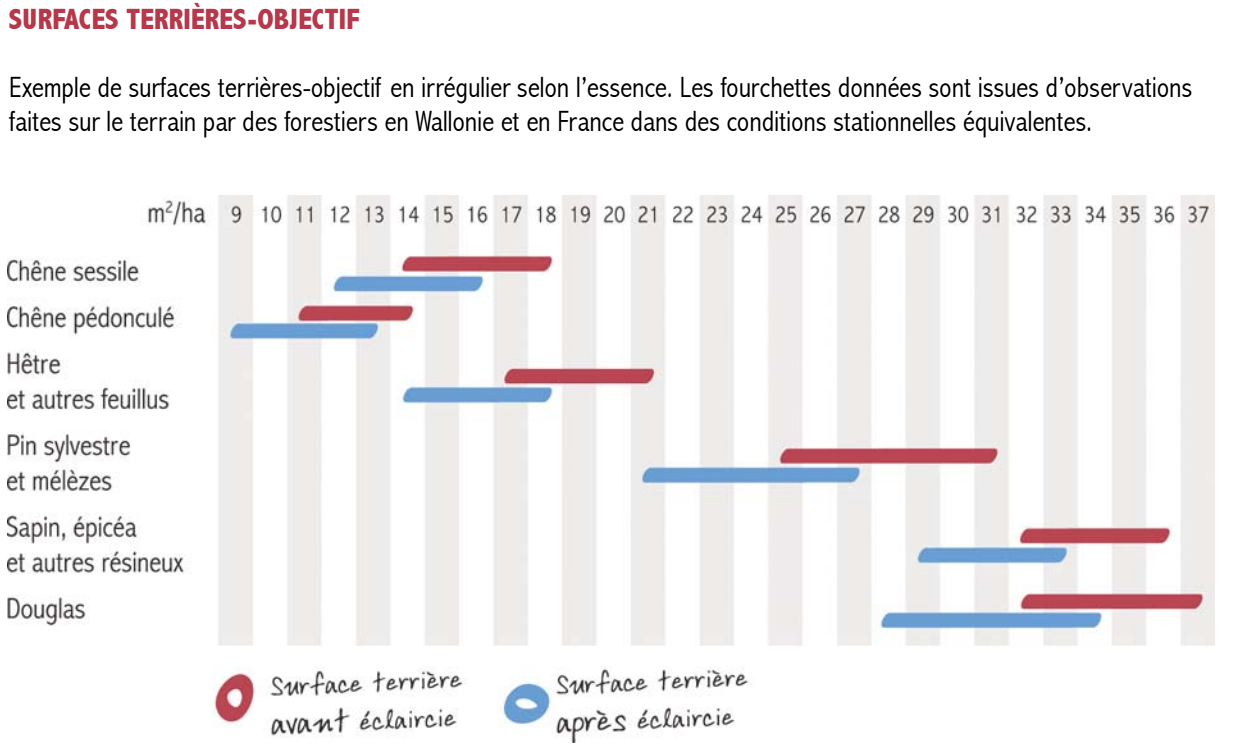 SURFACES TERRIÈRES-OBJECTIF
Exemple de surfaces terrières-objectif en irrégulier selon l'essence. Les fourchettes données sont issues d'observations
faites sur le terrain par des forestiers en Wallonie et en France dans des conditions stationnelles équivalentes.
m²/ha 9 10 11 12 13 14 15 16 17 18 19 20 21 22 23 24 25 26 27 28 29 30 31 32 33 34 35 36 37
Chêne sessile
Chêne pédonculé
Hêtre
et autres feuillus
Pin sylvestre
et mélèzes
Sapin, épicéa
et autres résineux
Douglas
Surface terrière
avant éclaircie
Surface terrière
après éclaircie